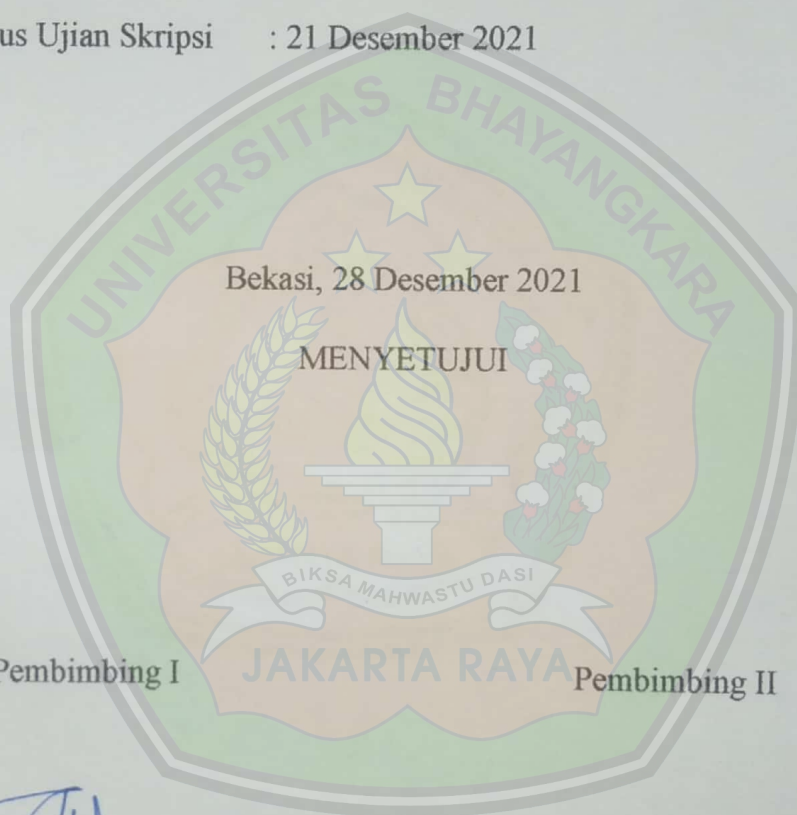 us Ujian Skripsi : 21 Desember 2021
UNIVERSITAS BHAYANGKARA
Bekasi, 28 Desember 2021
MENYETUJUI
BIKSA MAHWASTU DASI
JAKARTA RAYA
Pembimbing I Pembimbing II